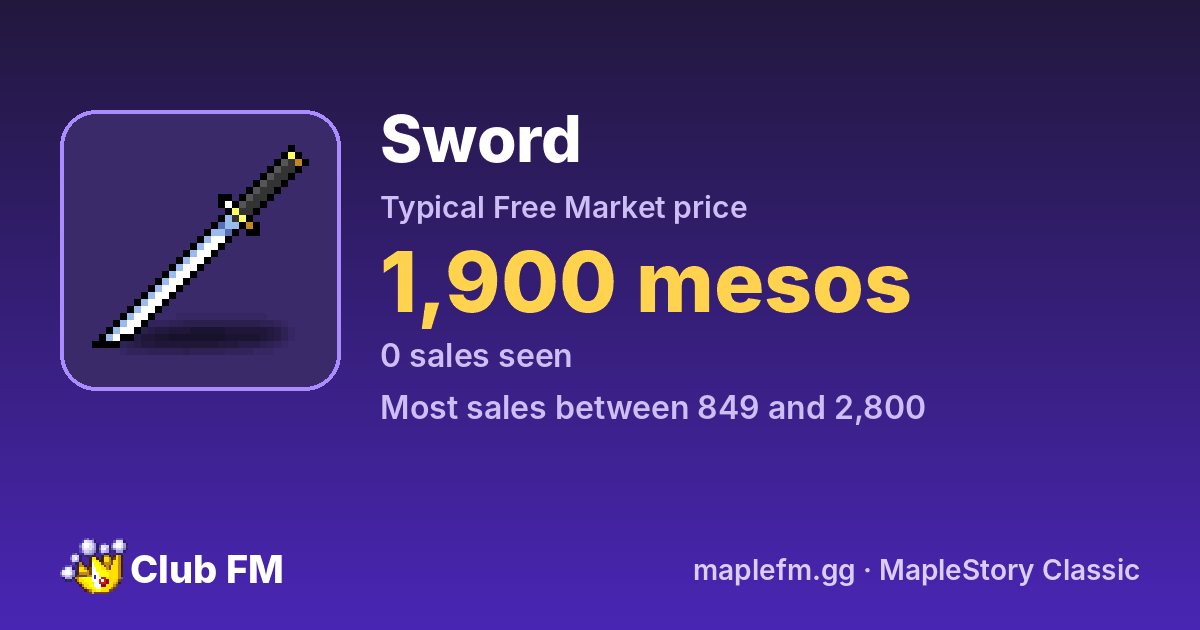 Sword
Typical Free Market price
1,900 mesos
0 sales seen
Most sales between 849 and 2,800
Club FM
maplefm.gg · MapleStory Classic